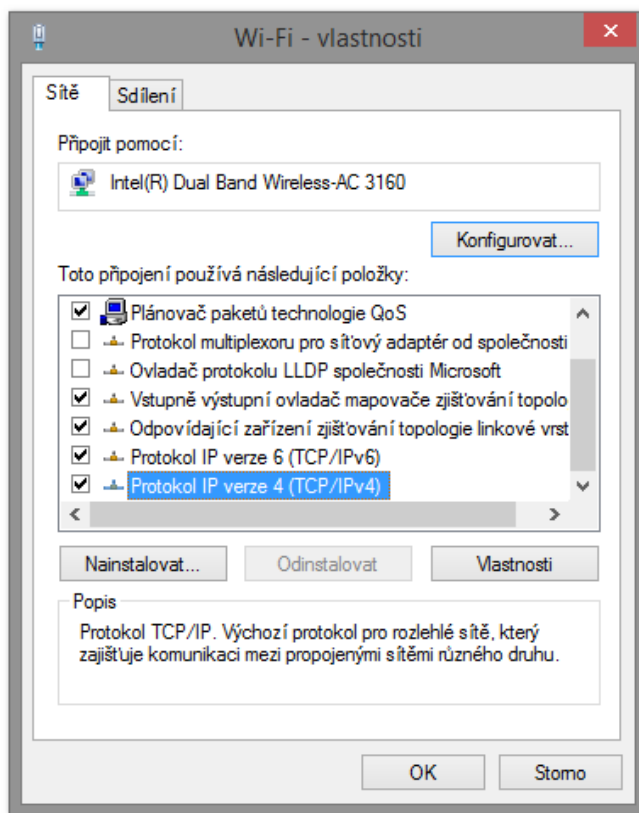 Wi-Fi - vlastnosti
Sítě
Sdílení
Připojit pomocí:
Intel(R) Dual Band Wireless-AC 3160
Konfigurovat...
Toto připojení používá následující položky:
Plánovač paketů technologie QoS
Protokol multiplexoru pro síťový adaptér od společnosti
Ovladač protokolu LLDP společnosti Microsoft
Vstupně výstupní ovladač mapovače zjišťování topolo
Odpovídající zařízení zjišťování topologie linkové vrst
Protokol IP verze 6 (TCP/IPv6)
Protokol IP verze 4 (TCP/IPv4)
Nainstalovat...
Odinstalovat
Vlastnosti
Popis
Protokol TCP/IP. Výchozí protokol pro rozlehlé sítě, který
zajišťuje komunikaci mezi propojenými sítěmi různého druhu.
OK
Storno